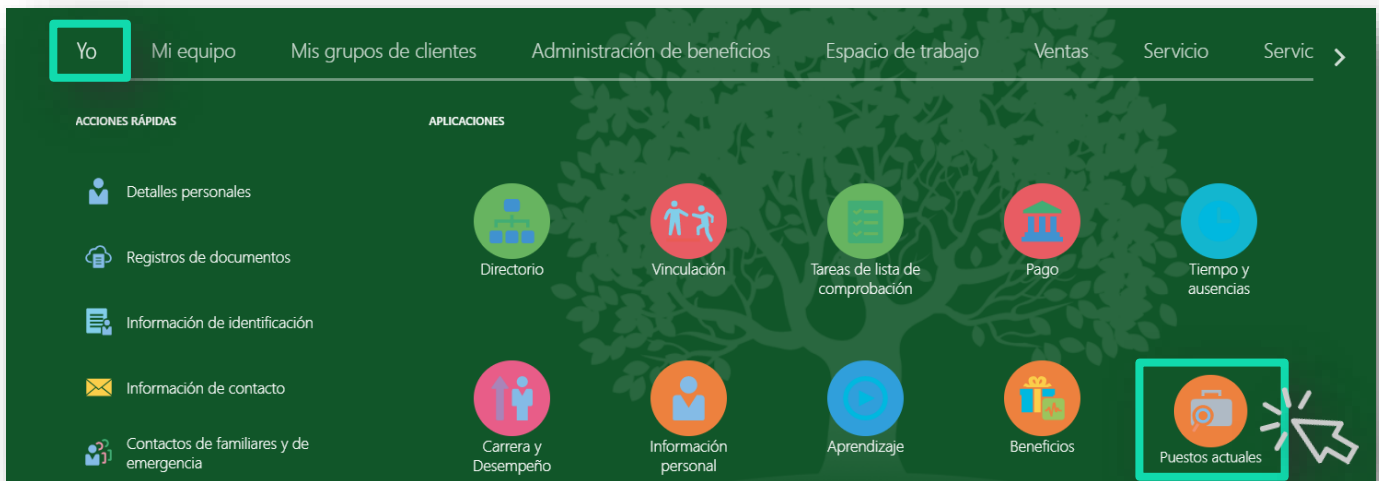 Yo
Mi equipo
Mis grupos de clientes
Administración de beneficios
Espacio de trabajo
Ventas
Servicio
Servic
ACCIONES RÁPIDAS
APLICACIONES
Detalles personales
Registros de documentos
Información de identificación
Información de contacto
Contactos de familiares y de
emergencia
Directorio
Vinculación
Tareas de lista de
comprobación
Pago
Tiempo y
ausencias
Carrera y
Desempeño
Información
personal
Aprendizaje
Beneficios
Puestos actuales